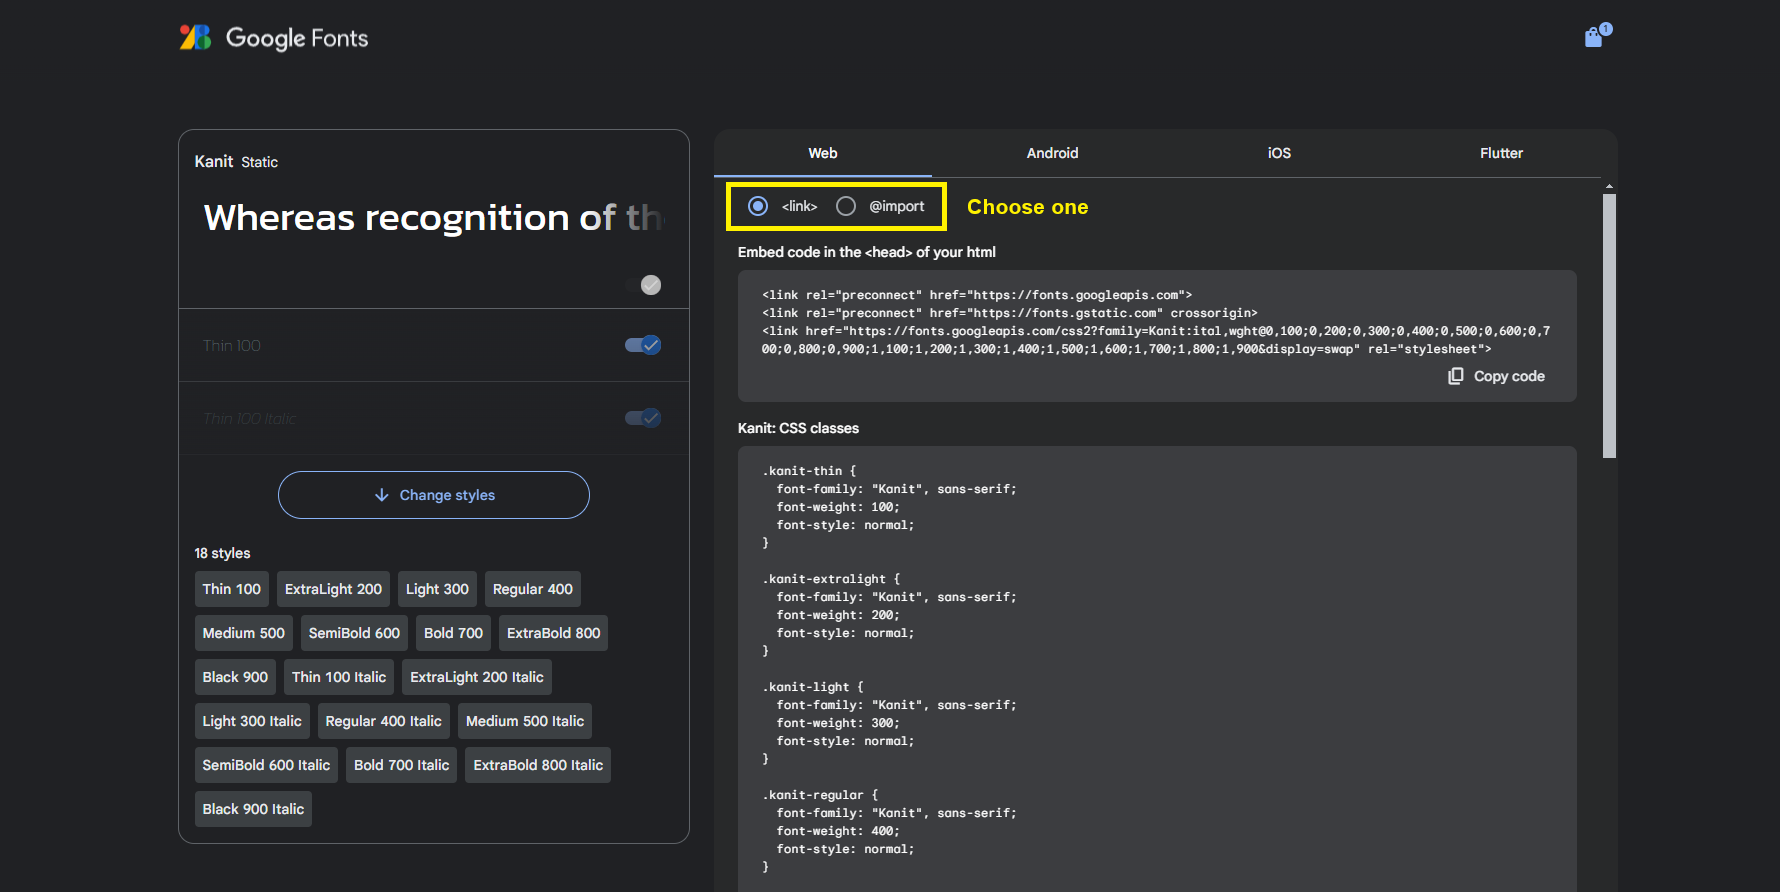 Google Fonts
1
Kanit Static
Whereas recognition of th
Thin 100
Thin 100 Italic
Change styles
18 styles
Thin 100 ExtraLight 200 Light 300 Regular 400
Medium 500 SemiBold 600 Bold 700 ExtraBold 800
Black 900 Thin 100 Italic ExtraLight 200 Italic
Light 300 Italic Regular 400 Italic Medium 500 Italic
SemiBold 600 Italic Bold 700 Italic ExtraBold 800 Italic
Black 900 Italic
Web Android iOS Flutter
<link> @import Choose one
Embed code in the <head> of your html
<link rel="preconnect" href="https://fonts.googleapis.com">
<link rel="preconnect" href="https://fonts.gstatic.com" crossorigin>
<link href="https://fonts.googleapis.com/css2?family=Kanit:ital,wght@0,100;0,200;0,300;0,400;0,500;0,600;0,7
00;0,800;0,900;1,100;1,200;1,300;1,400;1,500;1,600;1,700;1,800;1,900&display=swap" rel="stylesheet">
Copy code
Kanit: CSS classes
.kanit-thin {
  font-family: "Kanit", sans-serif;
  font-weight: 100;
  font-style: normal;
}
.kanit-extralight {
  font-family: "Kanit", sans-serif;
  font-weight: 200;
  font-style: normal;
}
.kanit-light {
  font-family: "Kanit", sans-serif;
  font-weight: 300;
  font-style: normal;
}
.kanit-regular {
  font-family: "Kanit", sans-serif;
  font-weight: 400;
  font-style: normal;
}